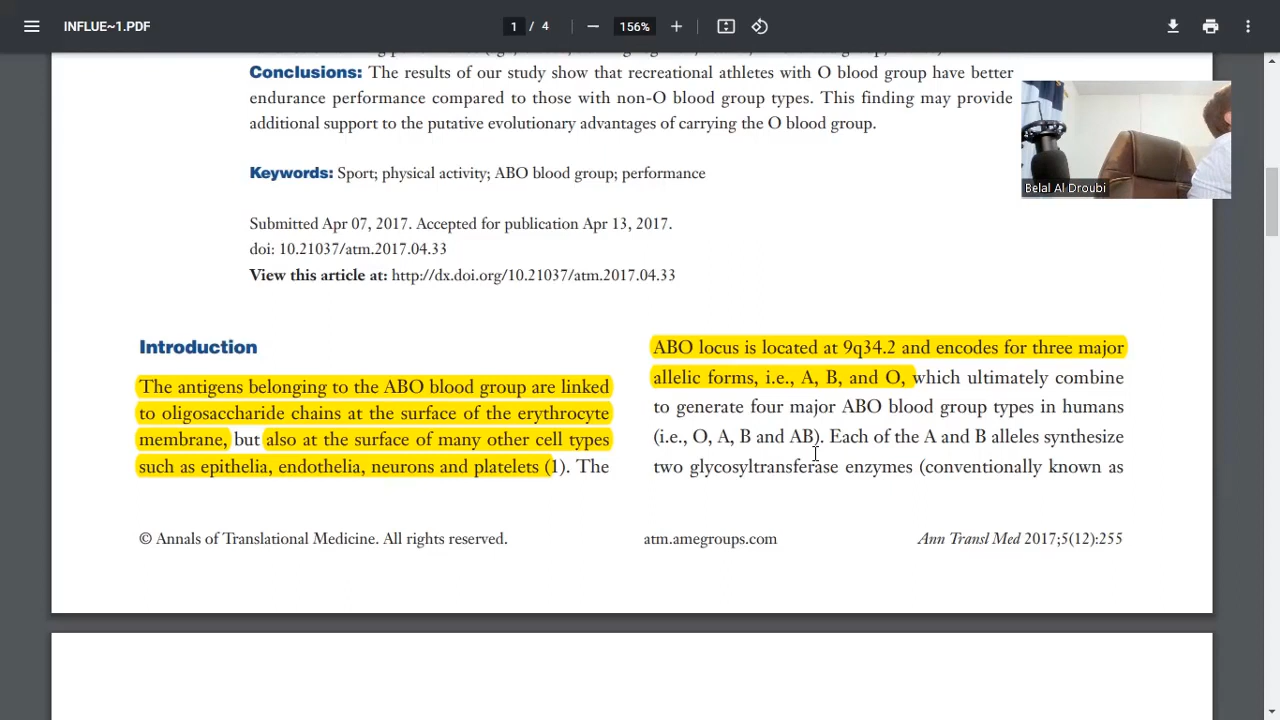 INFLUE~1.PDF
1 / 4
156%
Conclusions: The results of our study show that recreational athletes with O blood group have better
endurance performance compared to those with non-O blood group types. This finding may provide
additional support to the putative evolutionary advantages of carrying the O blood group.
Belal Al Droubi
Keywords: Sport; physical activity; ABO blood group; performance
Submitted Apr 07, 2017. Accepted for publication Apr 13, 2017.
doi: 10.21037/atm.2017.04.33
View this article at: http://dx.doi.org/10.21037/atm.2017.04.33
Introduction
The antigens belonging to the ABO blood group are linked
to oligosaccharide chains at the surface of the erythrocyte
membrane, but also at the surface of many other cell types
such as epithelia, endothelia, neurons and platelets (1). The
ABO locus is located at 9q34.2 and encodes for three major
allelic forms, i.e., A, B, and O, which ultimately combine
to generate four major ABO blood group types in humans
(i.e., O, A, B and AB). Each of the A and B alleles synthesize
two glycosyltransferase enzymes (conventionally known as
© Annals of Translational Medicine. All rights reserved.
atm.amegroups.com
Ann Transl Med 2017;5(12):255